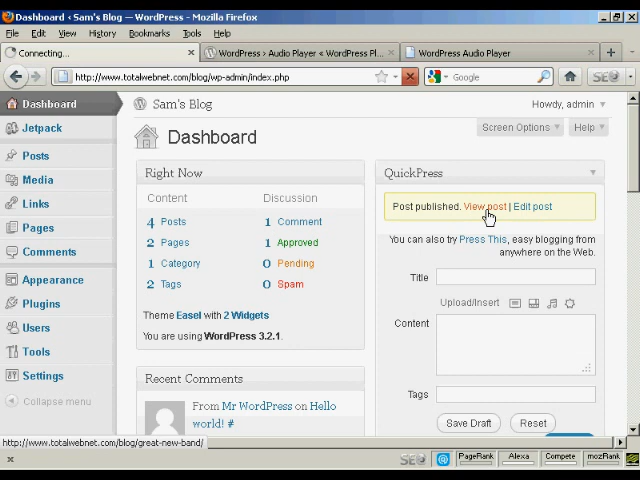 Dashboard ‹ Sam's Blog — WordPress - Mozilla Firefox
File Edit View History Bookmarks Tools Help
Connecting...
WordPress › Audio Player « WordPress Pl...
WordPress Audio Player
http://www.totalwebnet.com/blog/wp-admin/index.php
Google
Dashboard
Sam's Blog
Howdy, admin
Jetpack
Dashboard
Screen Options
Help
Posts
Media
Links
Pages
Comments
Appearance
Plugins
Users
Tools
Settings
Collapse menu
Right Now
Content
Discussion
4 Posts
1 Comment
2 Pages
1 Approved
1 Category
0 Pending
2 Tags
0 Spam
Theme Easel with 2 Widgets
You are using WordPress 3.2.1.
Recent Comments
From Mr WordPress on Hello
world! #
QuickPress
Post published. View post | Edit post
You can also try Press This, easy blogging from
anywhere on the Web.
Title
Upload/Insert
Content
Tags
Save Draft
Reset
http://www.totalwebnet.com/blog/great-new-band/
PageRank
Alexa
Compete
mozRank